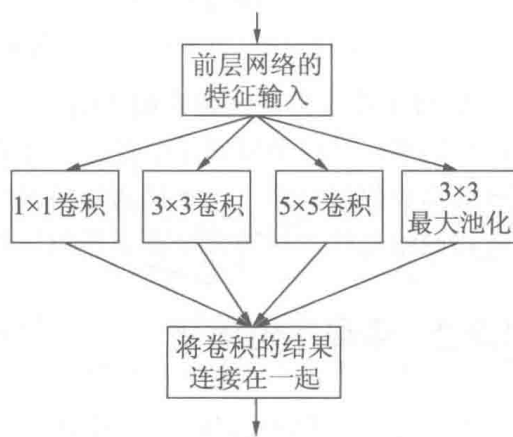 前层网络的
特征输入
1×1卷积
3×3卷积
5×5卷积
3×3
最大池化
将卷积的结果
连接在一起